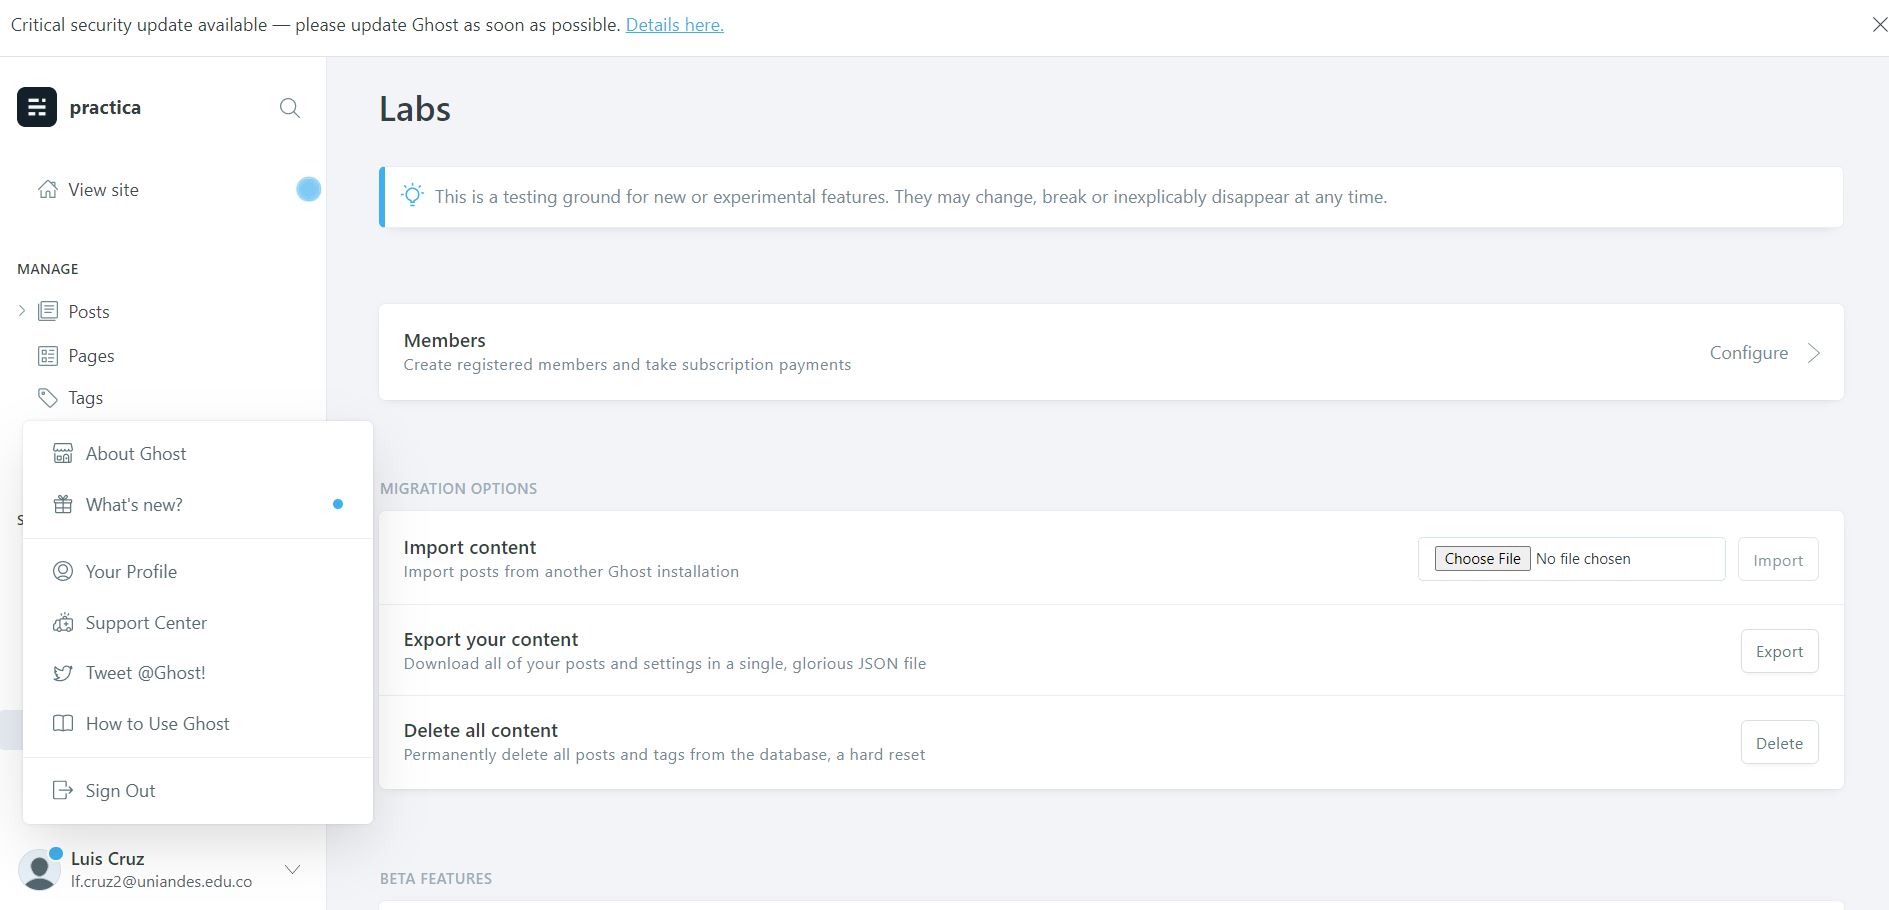 Critical security update available — please update Ghost as soon as possible. Details here.
practica
View site
MANAGE
Posts
Pages
Tags
About Ghost
What's new?
S
Your Profile
Support Center
Tweet @Ghost!
How to Use Ghost
Sign Out
Luis Cruz
lf.cruz2@uniandes.edu.co
Labs
This is a testing ground for new or experimental features. They may change, break or inexplicably disappear at any time.
Members
Create registered members and take subscription payments
Configure
MIGRATION OPTIONS
Import content
Import posts from another Ghost installation
Choose File No file chosen
Import
Export your content
Download all of your posts and settings in a single, glorious JSON file
Export
Delete all content
Permanently delete all posts and tags from the database, a hard reset
Delete
BETA FEATURES